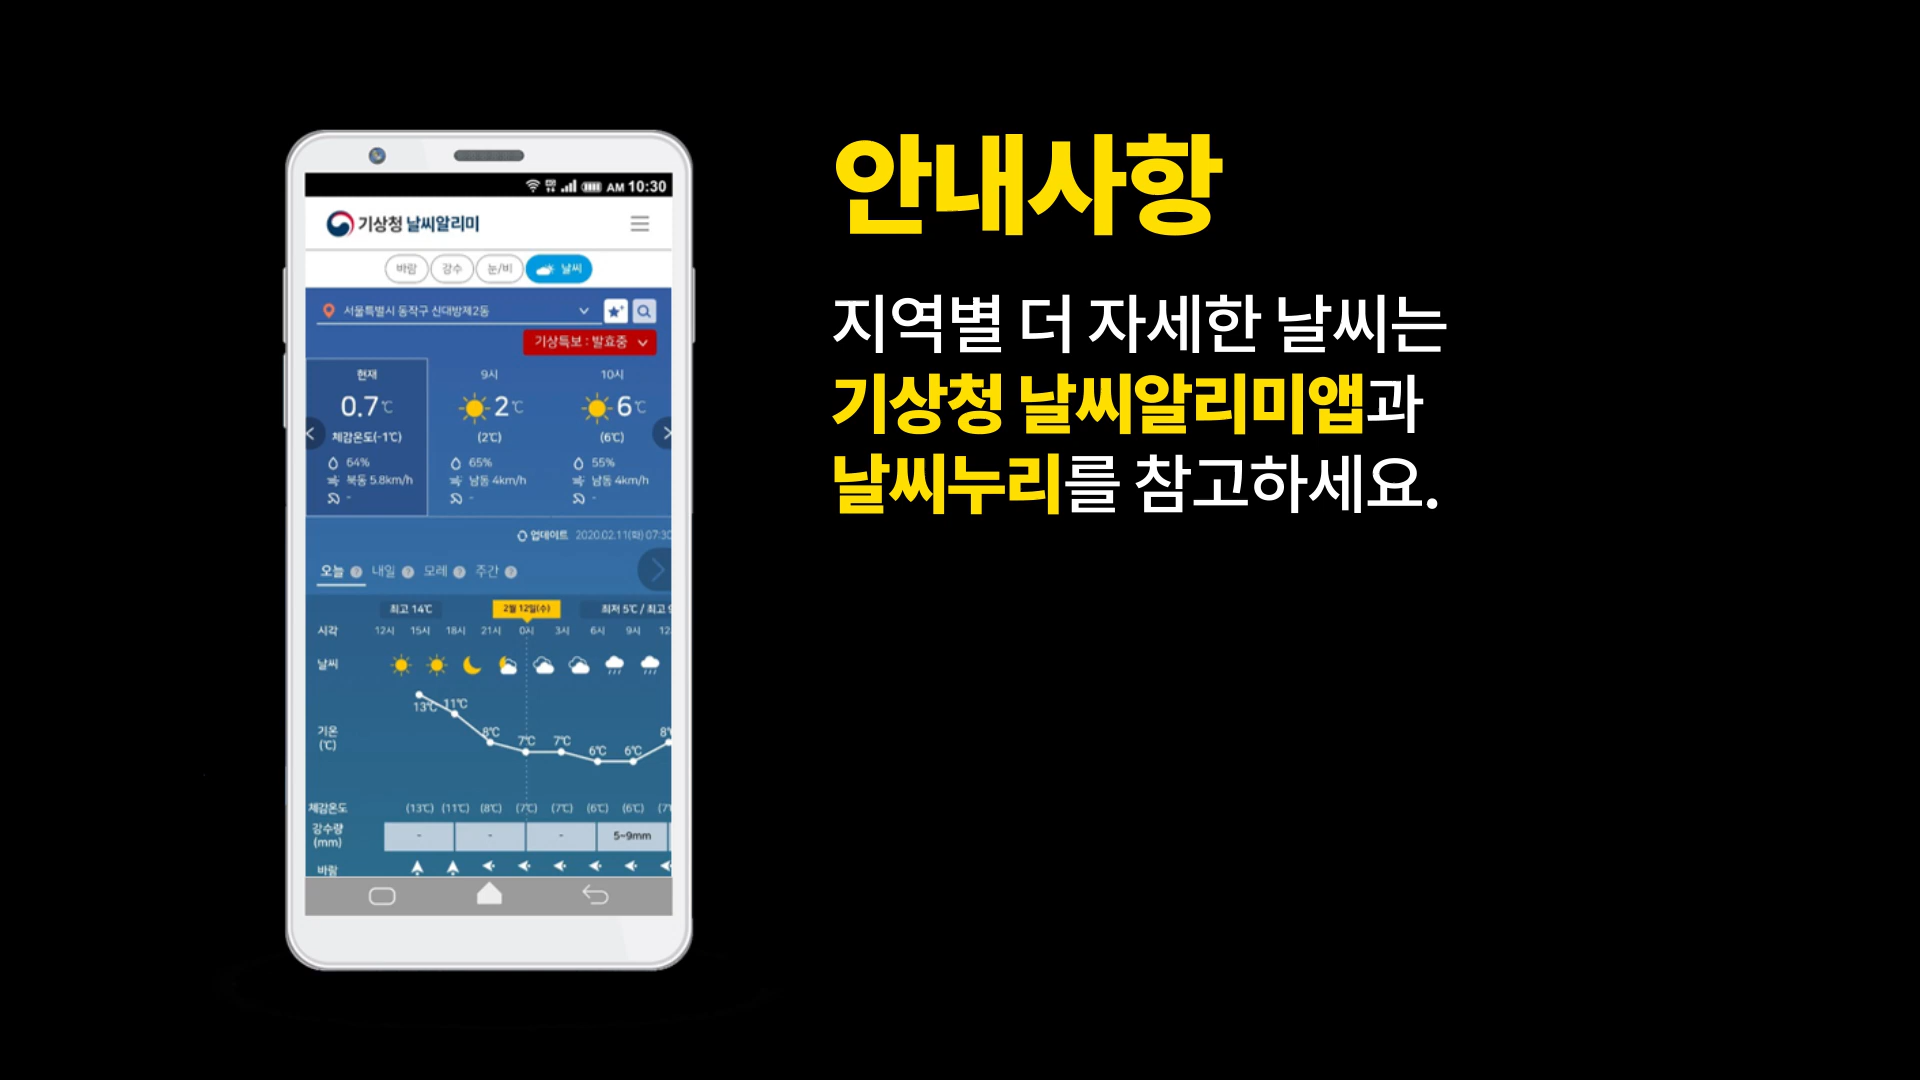 안내사항
지역별 더 자세한 날씨는
기상청 날씨알리미앱과
날씨누리를 참고하세요.
AM 10:30
기상청 날씨알리미
바람 강수 눈/비 날씨
서울특별시 동작구 신대방제2동
기상특보 : 발효중
현재 9시 10시
0.7℃ 2℃ 6℃
체감온도(-1℃) (2℃) (6℃)
64% 65% 55%
북동 5.8km/h 남동 4km/h 남동 4km/h
- - -
업데이트 2020.02.11(화) 07:30
오늘 ? 내일 ? 모레 ? 주간 ?
최고 14℃ 2월 12일(수) 최저 5℃ / 최고 9
시각 12시 15시 18시 21시 0시 3시 6시 9시 12
날씨
13℃ 11℃ 8℃ 7℃ 7℃ 6℃ 6℃ 8
기온
(℃)
체감온도 (13℃) (11℃) (8℃) (7℃) (7℃) (6℃) (6℃) (7
강수량
(mm) - - - 5~9mm
바람